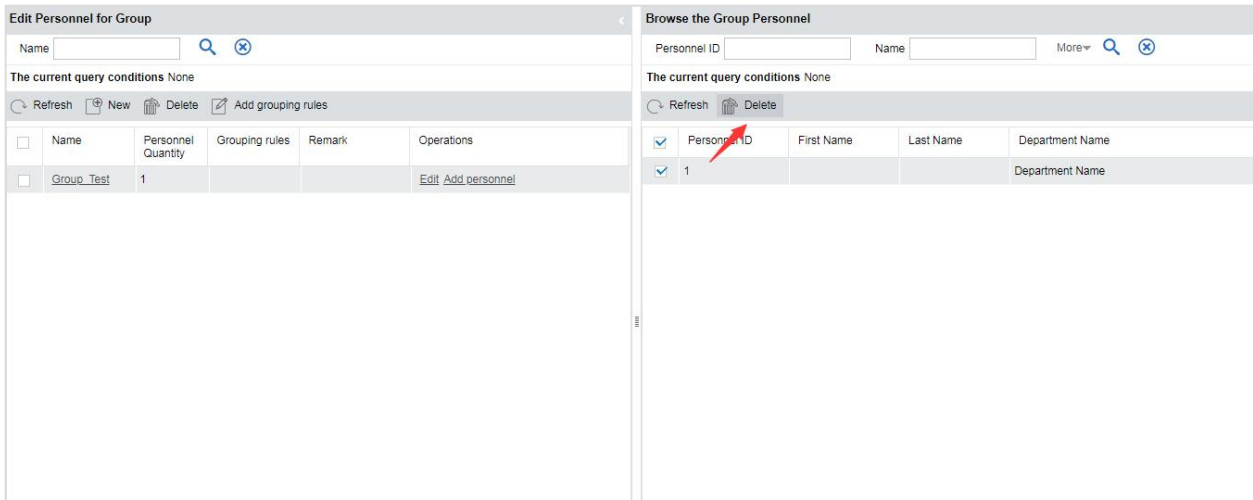 Edit Personnel for Group
Name
The current query conditions None
Refresh New Delete Add grouping rules
Name Personnel Quantity Grouping rules Remark Operations
Group_Test 1 Edit Add personnel
Browse the Group Personnel
Personnel ID Name More
The current query conditions None
Refresh Delete
Personnel ID First Name Last Name Department Name
1 Department Name